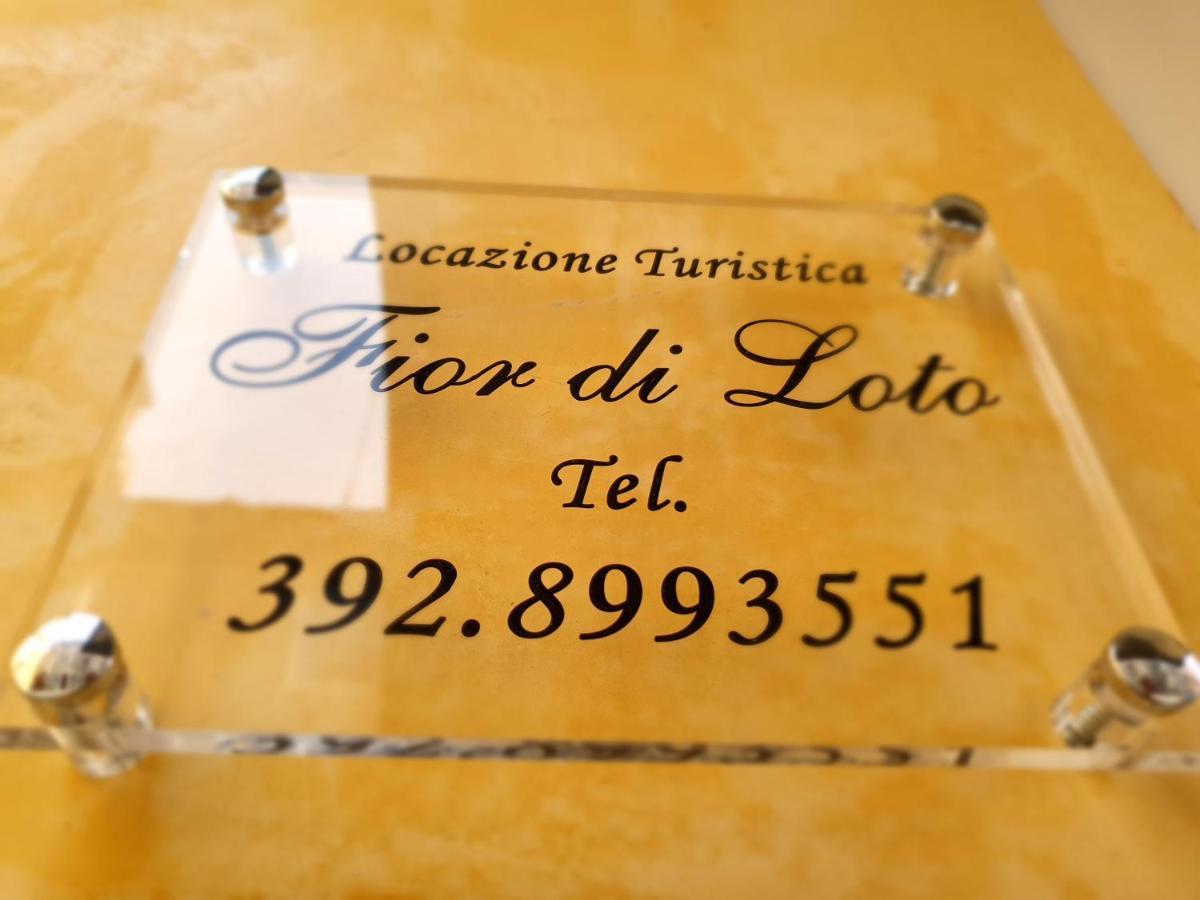 Locazione Turistica
Fior di Loto
Tel.
392.8993551